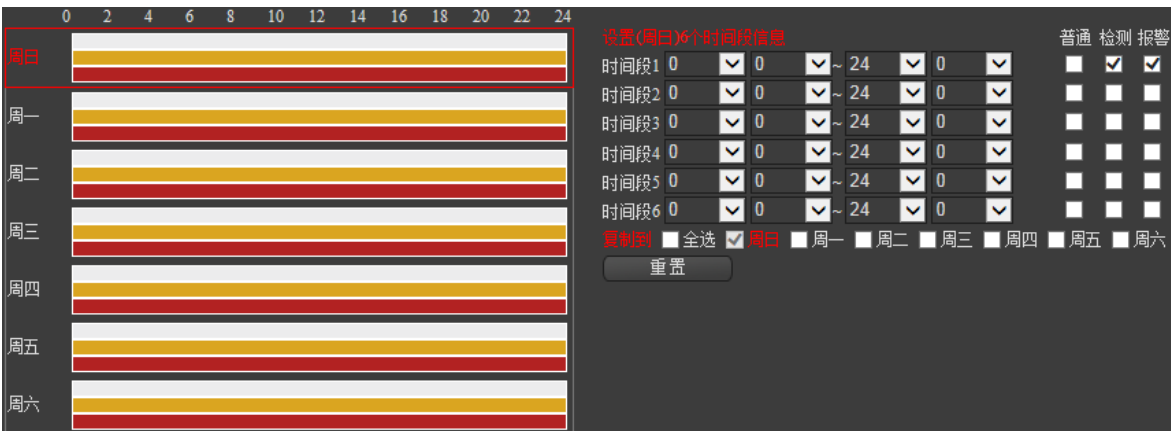 0 2 4 6 8 10 12 14 16 18 20 22 24
周日
周一
周二
周三
周四
周五
周六
设置(周日)6个时间段信息 普通 检测 报警
时间段1 0 0 ~ 24 0
时间段2 0 0 ~ 24 0
时间段3 0 0 ~ 24 0
时间段4 0 0 ~ 24 0
时间段5 0 0 ~ 24 0
时间段6 0 0 ~ 24 0
复制到 全选 周日 周一 周二 周三 周四 周五 周六
重置